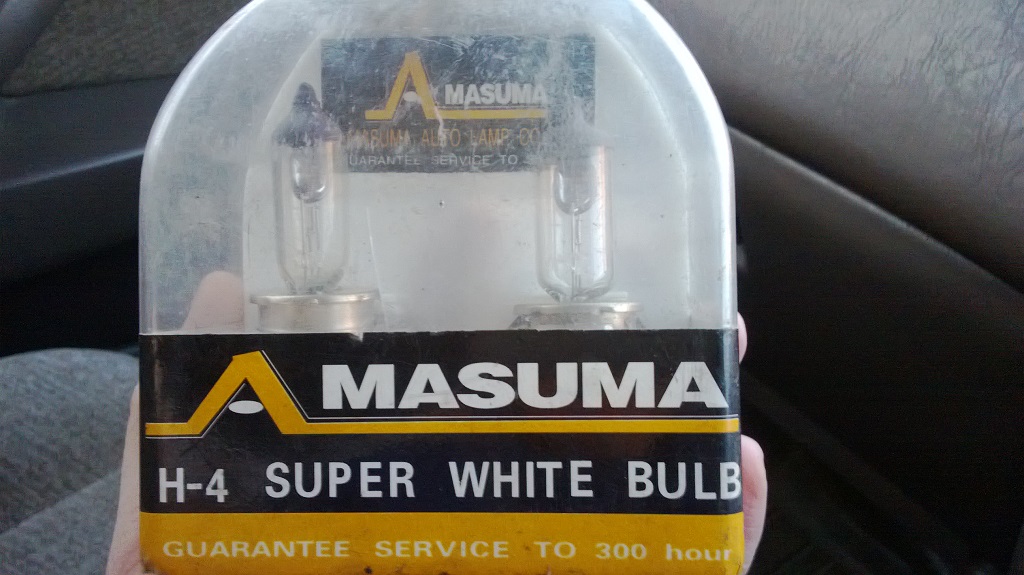 MASUMA
MASUMA AUTO LAMP CO
GUARANTEE SERVICE TO
MASUMA
H-4 SUPER WHITE BULB
GUARANTEE SERVICE TO 300 hour